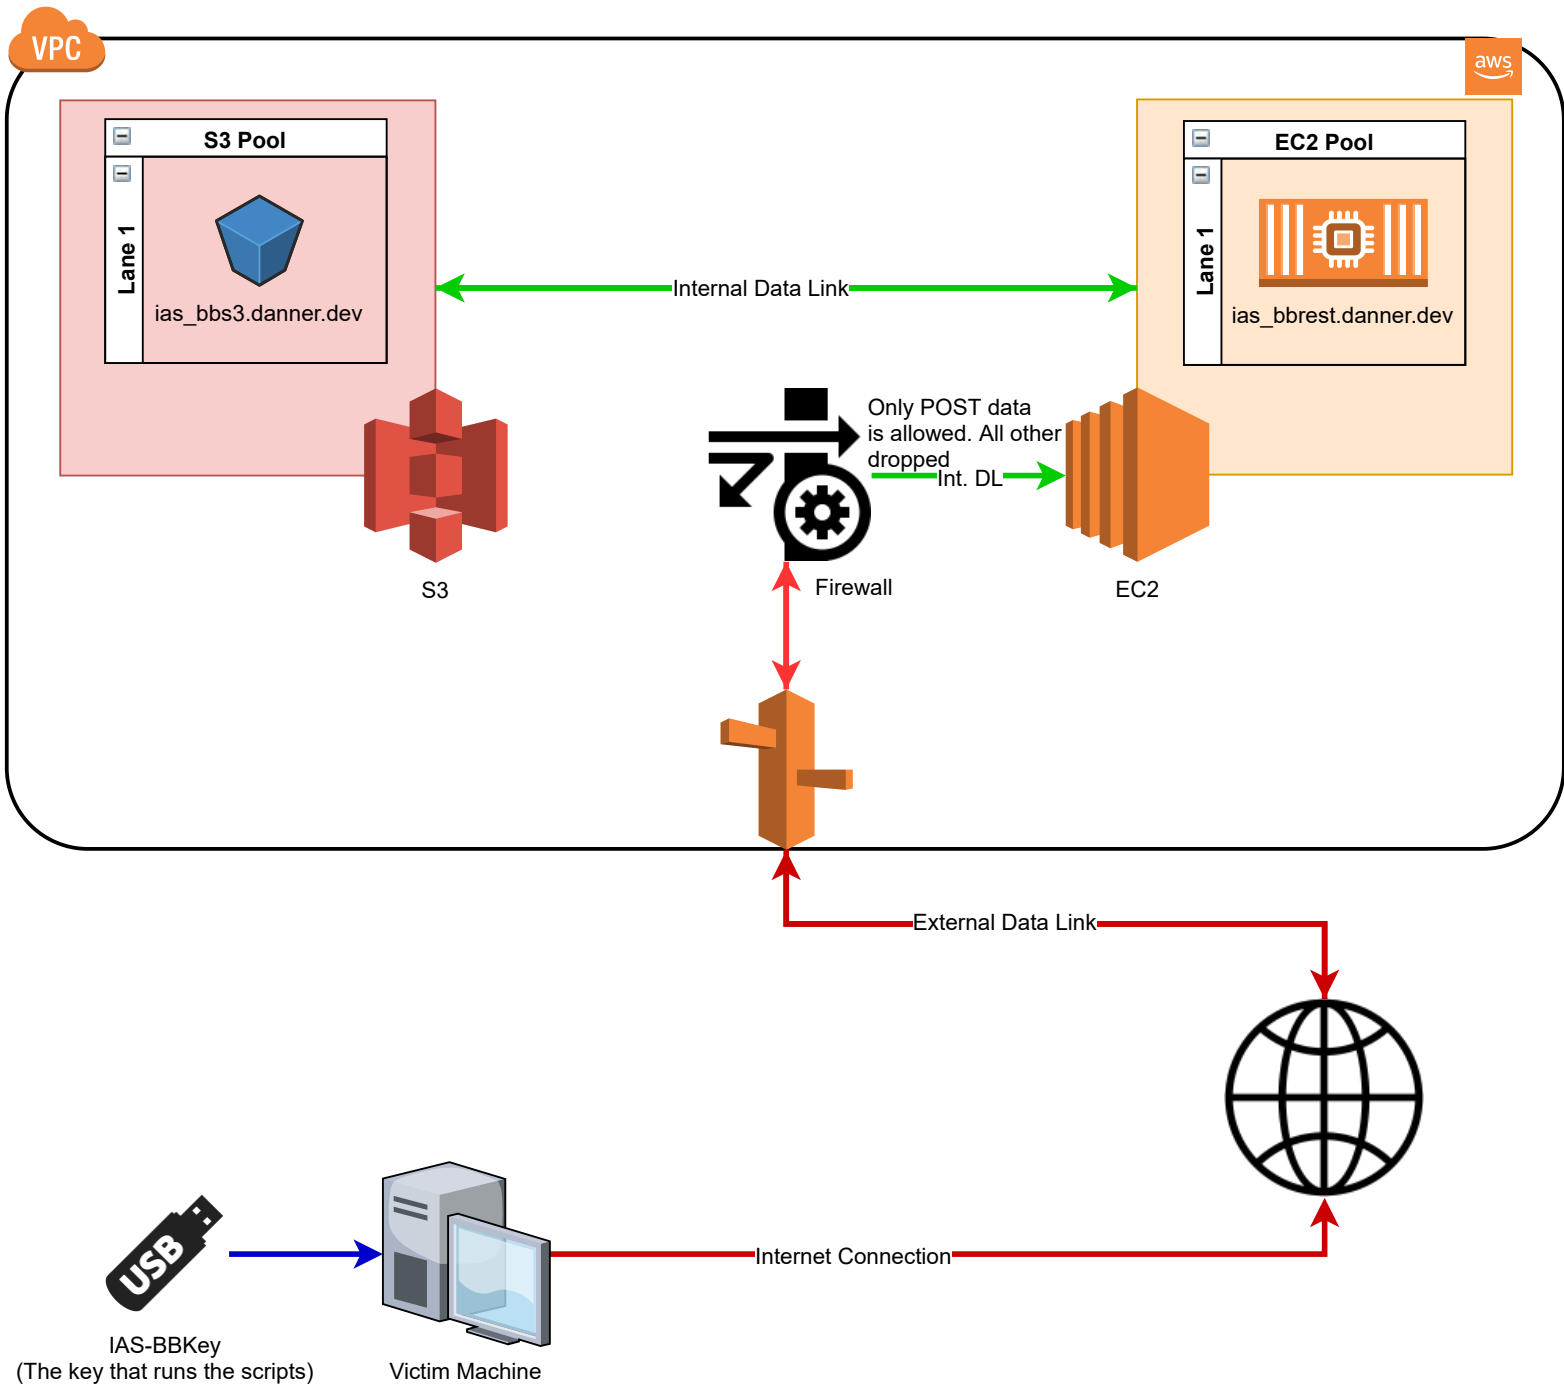 VPC
aws
S3 Pool
Lane 1
ias_bbs3.danner.dev
EC2 Pool
Lane 1
ias_bbrest.danner.dev
Internal Data Link
Only POST data
is allowed. All other
dropped
Int. DL
S3
Firewall
EC2
External Data Link
Internet Connection
USB
IAS-BBKey
(The key that runs the scripts)
Victim Machine